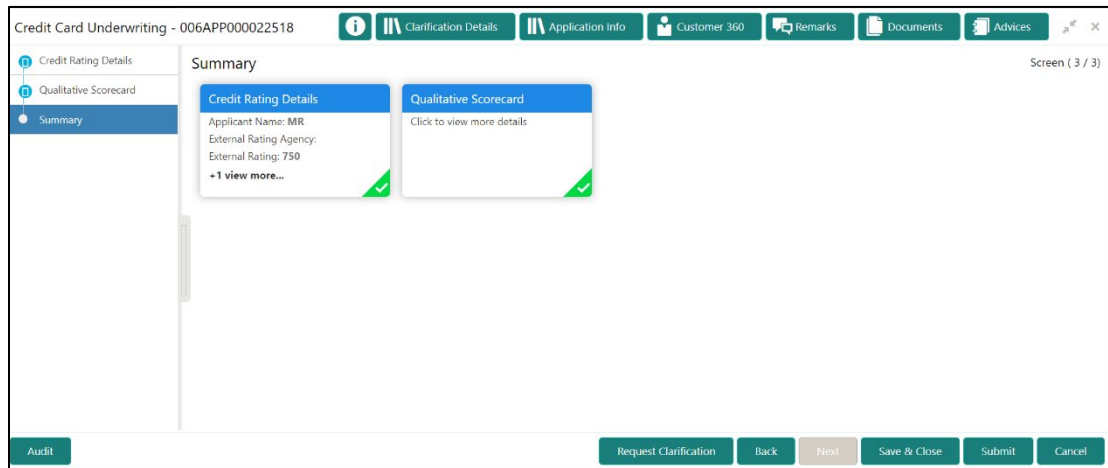 Credit Card Underwriting - 006APP000022518
Clarification Details
Application Info
Customer 360
Remarks
Documents
Advices
Credit Rating Details
Qualitative Scorecard
Summary
Summary
Screen ( 3 / 3)
Credit Rating Details
Applicant Name: MR
External Rating Agency:
External Rating: 750
+1 view more...
Qualitative Scorecard
Click to view more details
Audit
Request Clarification
Back
Next
Save & Close
Submit
Cancel